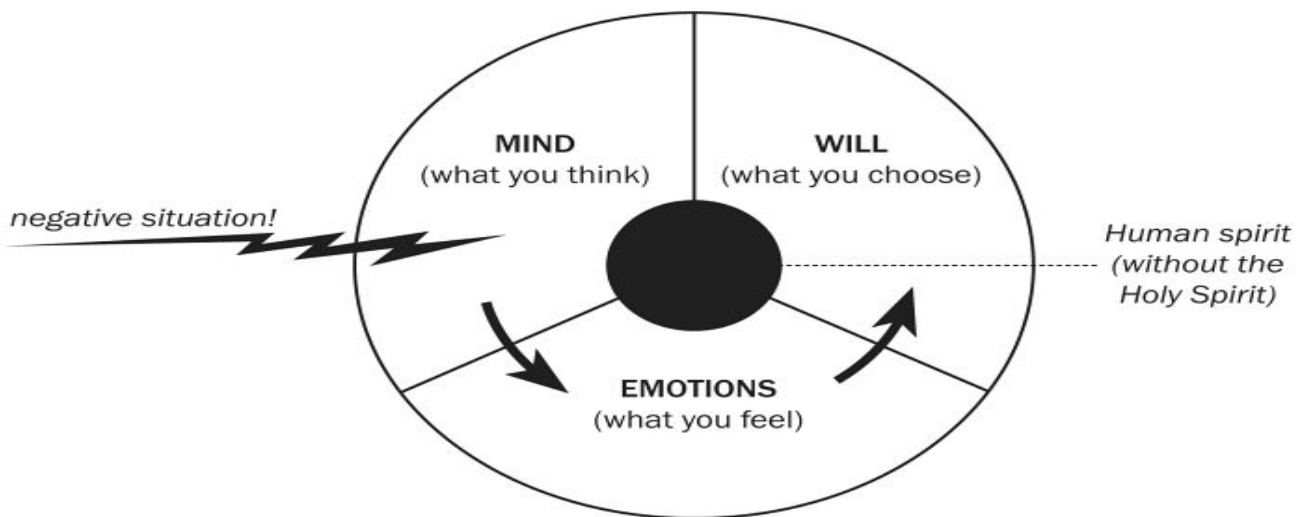 MIND
(what you think)
WILL
(what you choose)
negative situation!
Human spirit
(without the
Holy Spirit)
EMOTIONS
(what you feel)